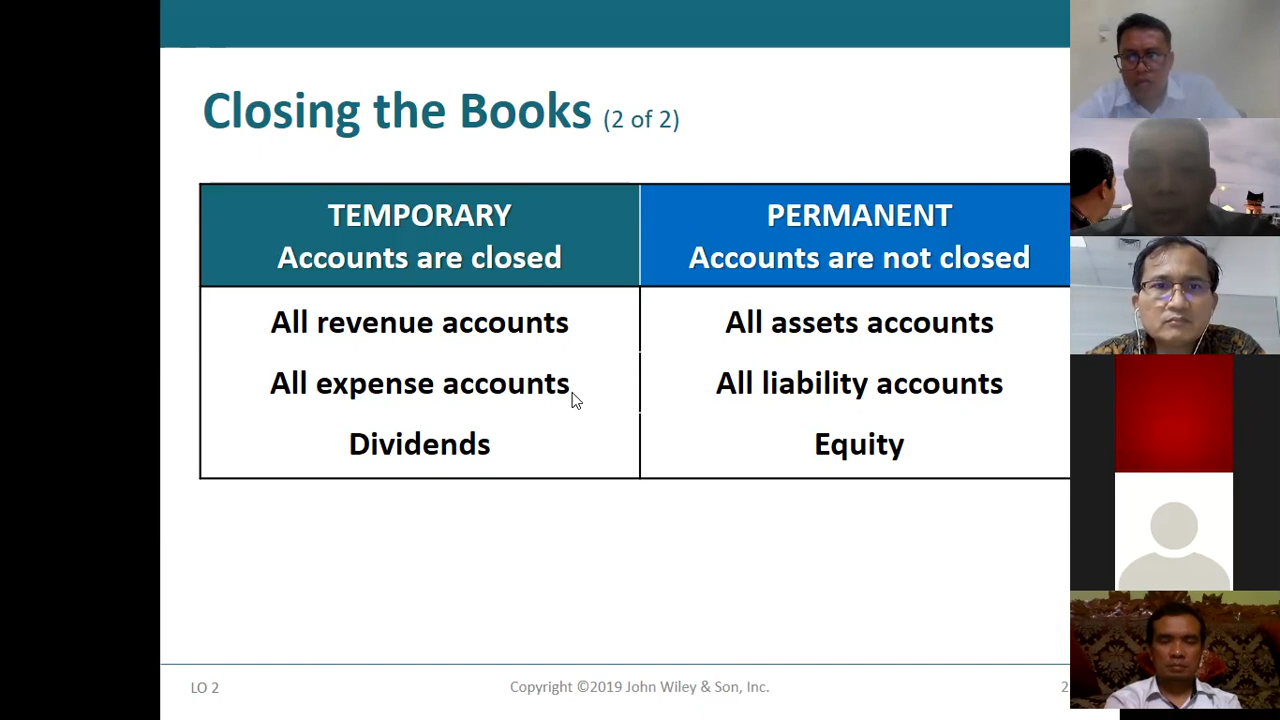 Closing the Books (2 of 2)
TEMPORARY
Accounts are closed
PERMANENT
Accounts are not closed
All revenue accounts
All assets accounts
All expense accounts
All liability accounts
Dividends
Equity
LO 2
Copyright ©2019 John Wiley & Son, Inc.
2